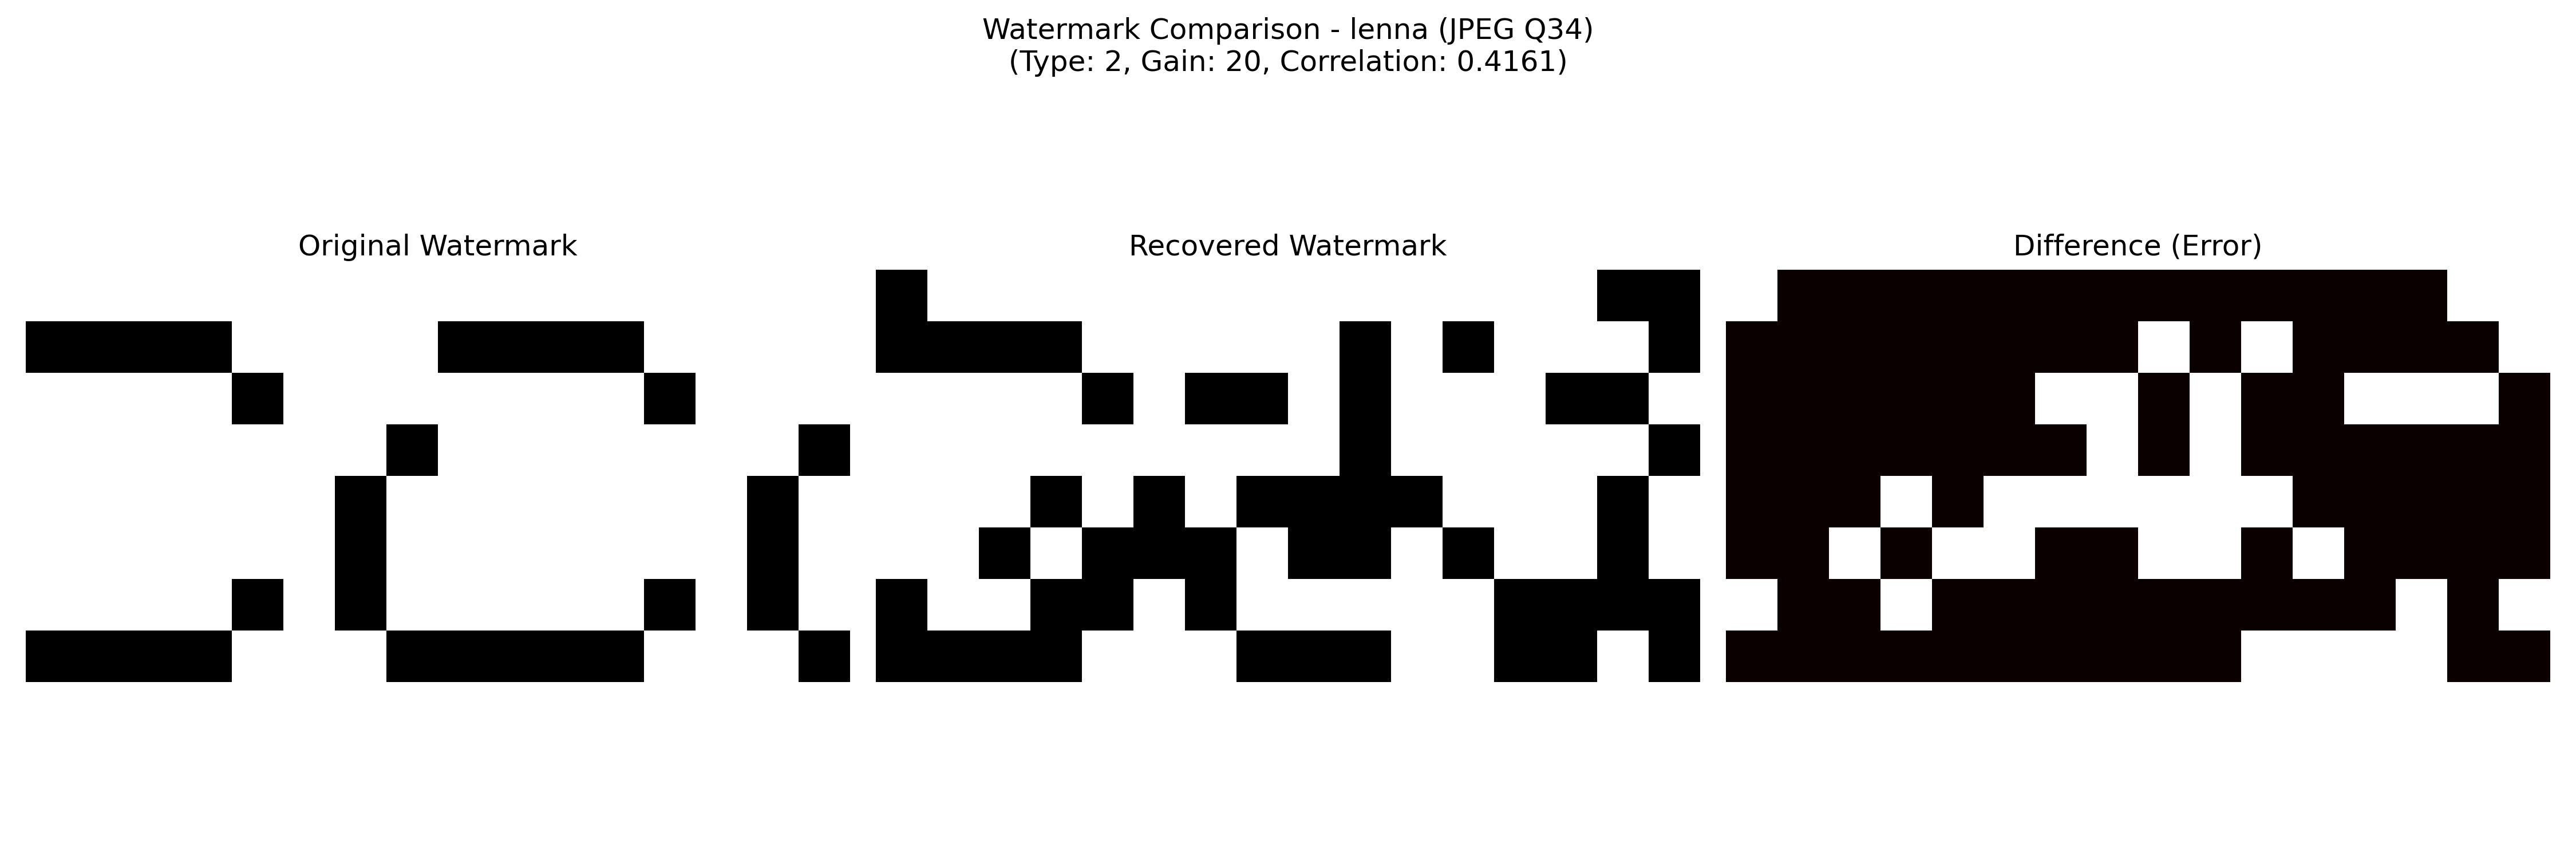 Watermark Comparison - lenna (JPEG Q34)
(Type: 2, Gain: 20, Correlation: 0.4161)
Original Watermark
Recovered Watermark
Difference (Error)